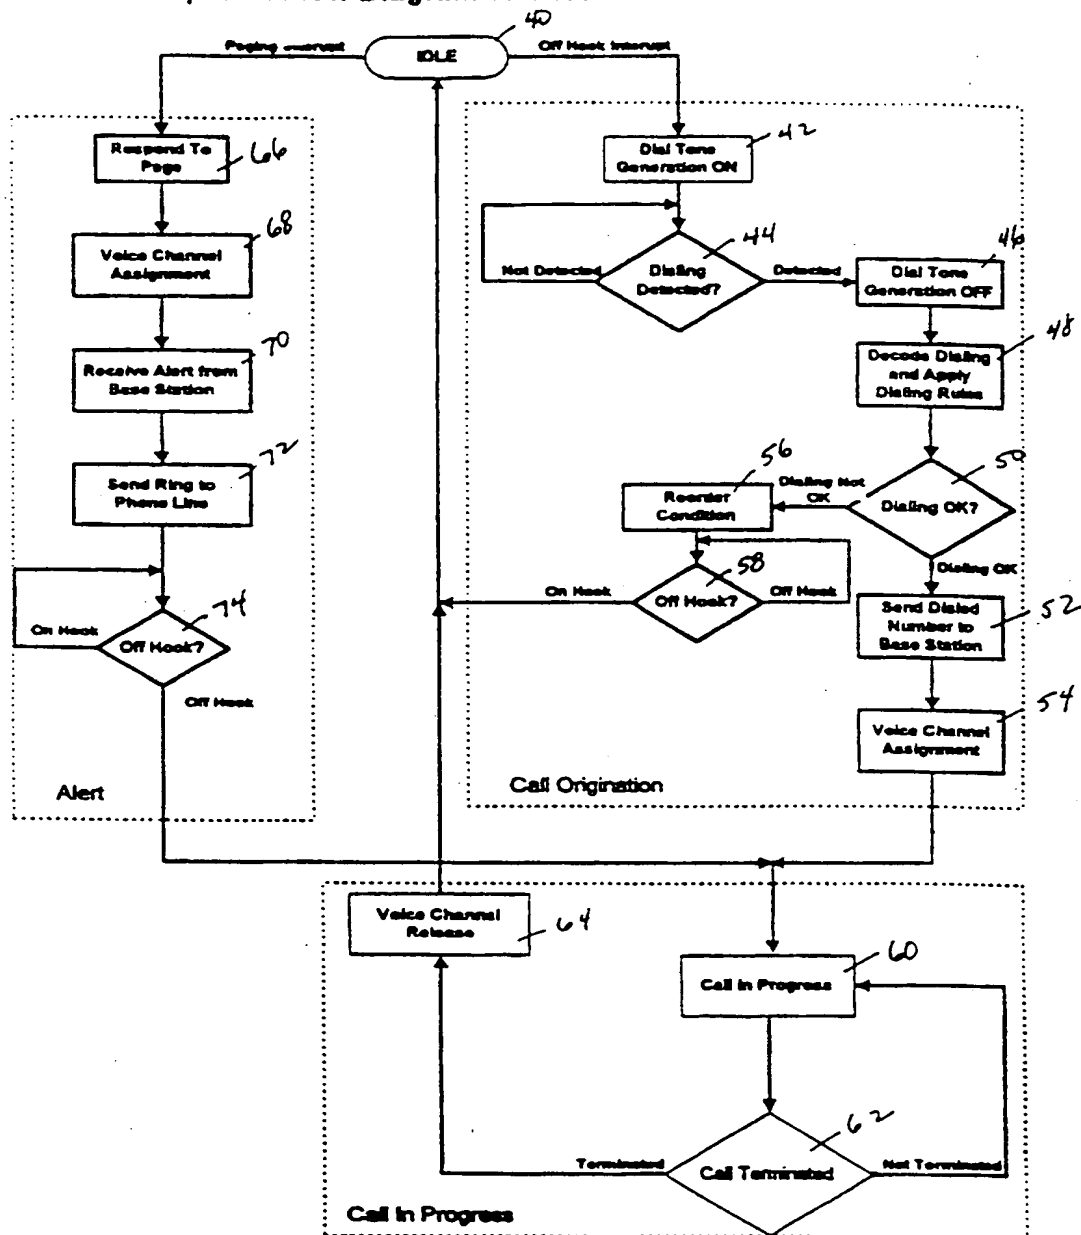 40
Paging Interrupt
IDLE
Off Hook Interrupt
Respond To
Page
66
Dial Tone
Generation ON
42
68
Voice Channel
Assignment
44
Not Detected
Dialing
Detected?
Detected
46
Dial Tone
Generation OFF
70
Receive Alert from
Base Station
48
Decode Dialing
and Apply
Dialing Rules
72
Send Ring to
Phone Line
56
Reorder
Condition
Dialing Not
OK
50
Dialing OK?
Dialing OK
74
On Hook
Off Hook?
Off Hook
On Hook
58
Off Hook?
Off Hook
Send Dialed
Number to
Base Station
52
54
Voice Channel
Assignment
Alert
Call Origination
Voice Channel
Release
64
60
Call In Progress
62
Terminated
Call Terminated
Not Terminated
Call In Progress